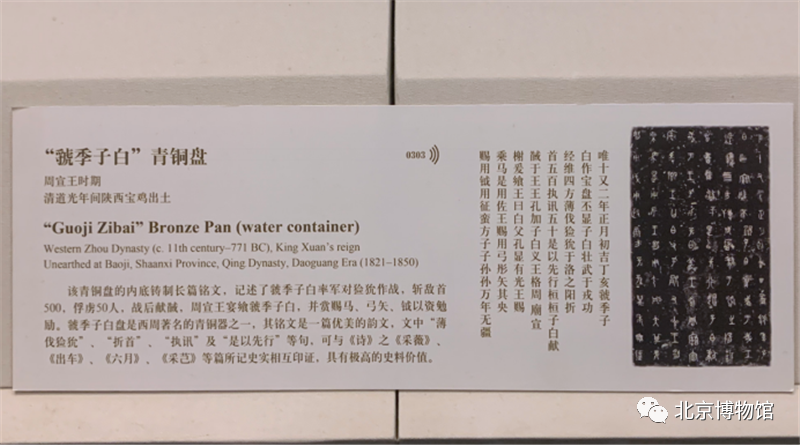 “虢季子白”青铜盘
0303
周宣王时期
清道光年间陕西宝鸡出土
“Guoji Zibai” Bronze Pan (water container)
Western Zhou Dynasty (c. 11th century–771 BC), King Xuan’s reign
Unearthed at Baoji, Shaanxi Province, Qing Dynasty, Daoguang Era (1821–1850)
该青铜盘的内底铸制长篇铭文，记述了虢季子白率军对猃狁作战，斩敌首
500，俘虏50人，战后献馘，周宣王宴飨虢季子白，并赏赐马、弓矢、钺以资勉
励。虢季子白盘是西周著名的青铜器之一，其铭文是一篇优美的韵文，文中“薄
伐猃狁”、“折首”、“执讯”及“是以先行”等句，可与《诗》之《采薇》、
《出车》、《六月》、《采芑》等篇所记史实相互印证，具有极高的史料价值。
唯十又二年正月初吉丁亥虢季子
白作宝盘丕显子白壮武于戎功
经维四方薄伐猃狁于洛之阳折
首五百执讯五十是以先行桓桓子白献
馘于王王孔加子白义王格周庙宣
榭爰飨王曰白父孔显有光王赐
乘马是用佐王赐用弓彤矢其央
赐用钺用征蛮方子子孙孙万年无疆
北京博物馆